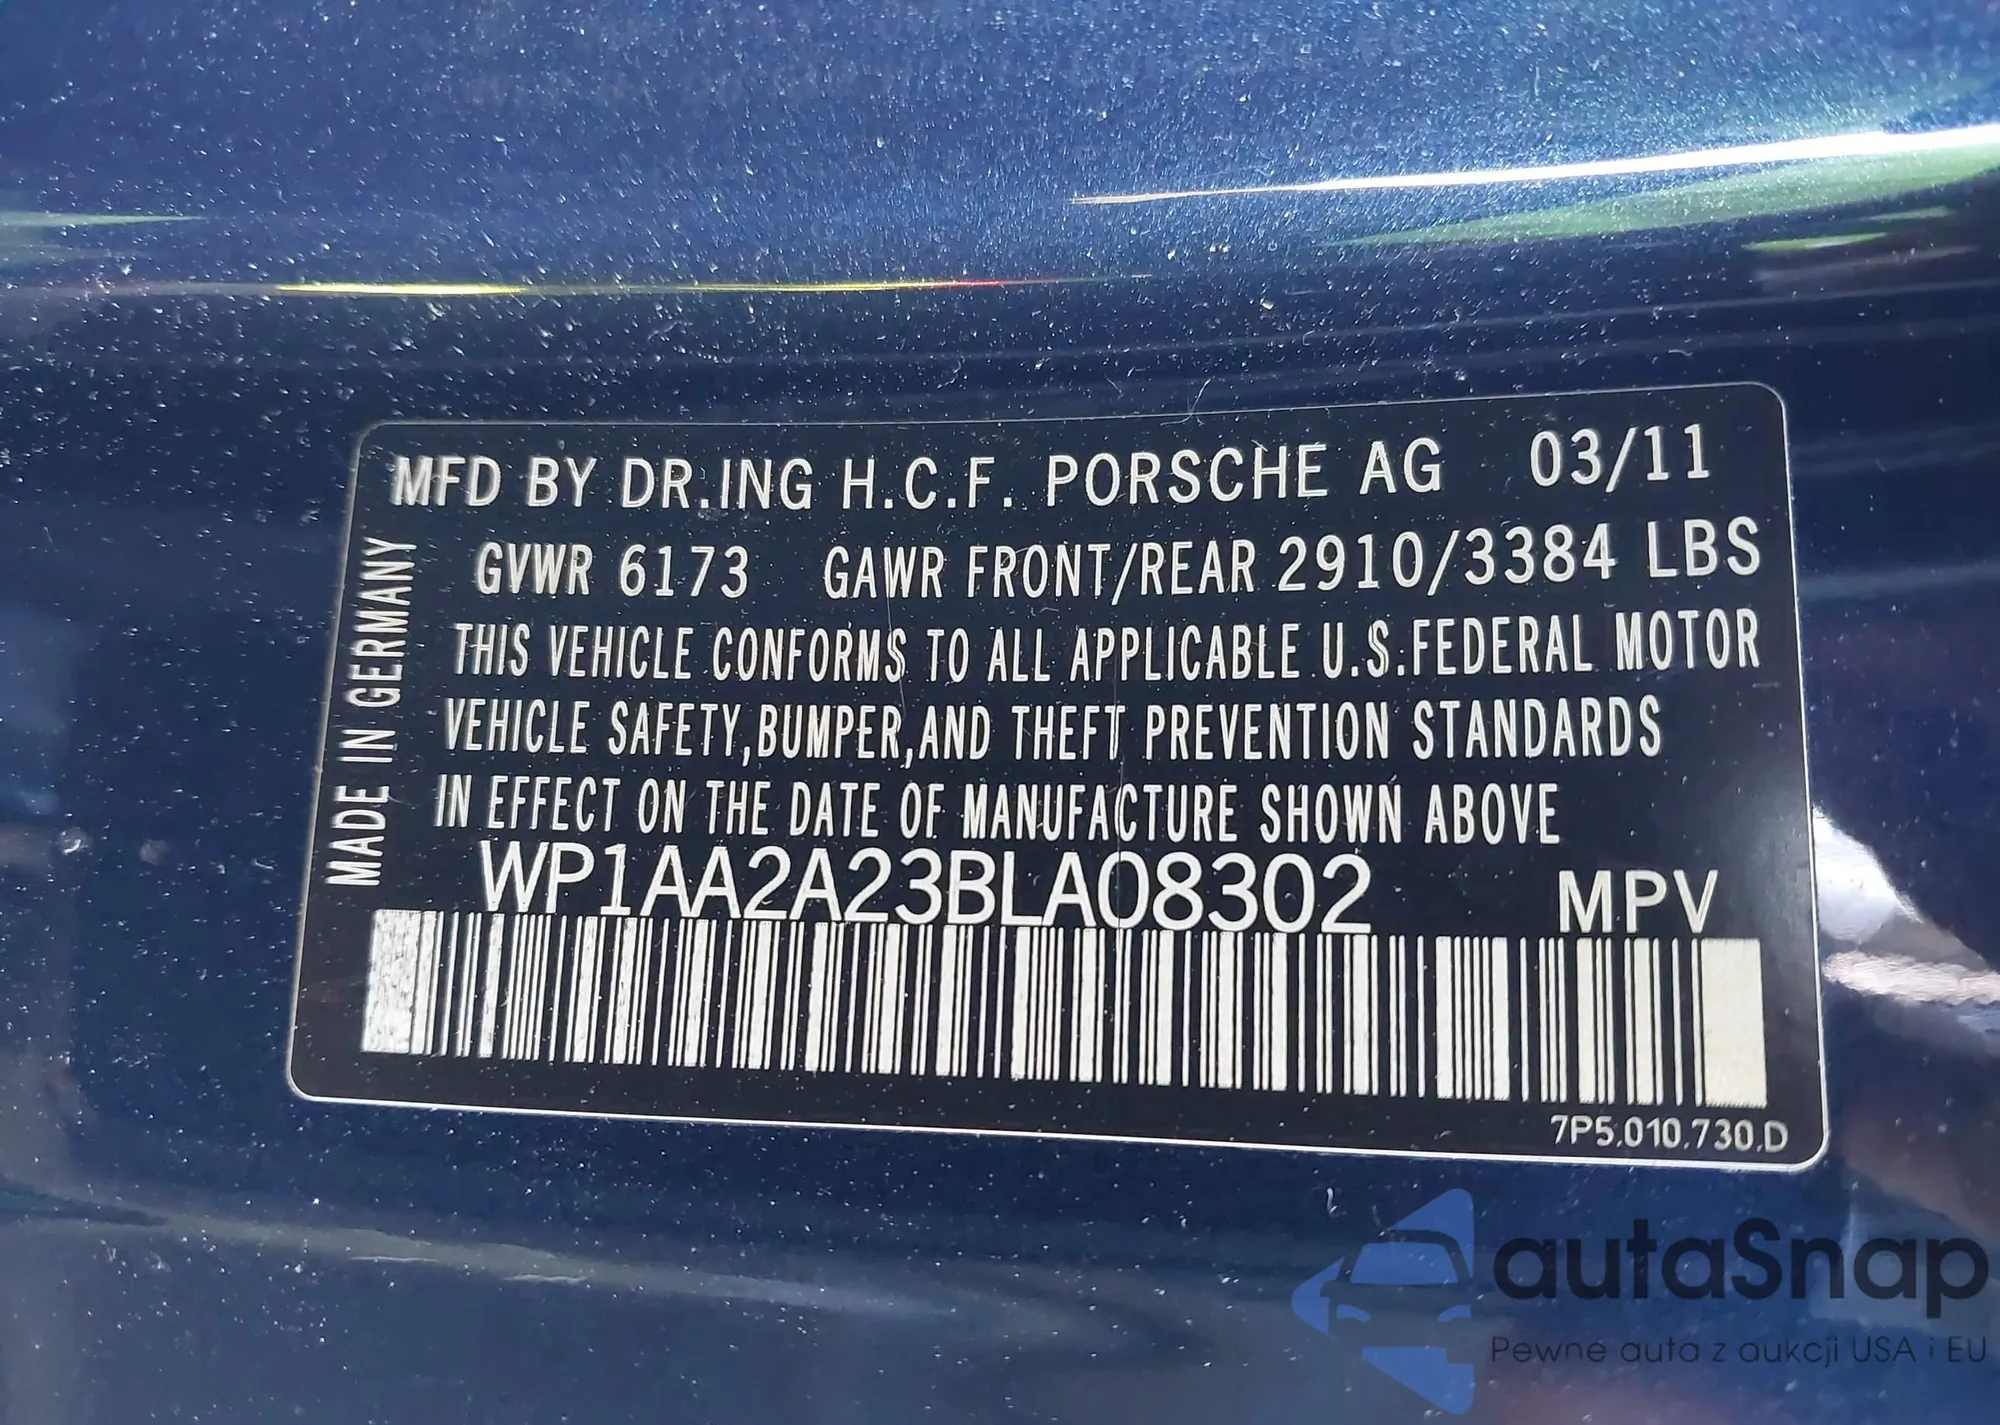 MFD BY DR.ING H.C.F. PORSCHE AG 03/11
GVWR 6173 GAWR FRONT/REAR 2910/3384 LBS
THIS VEHICLE CONFORMS TO ALL APPLICABLE U.S.FEDERAL MOTOR
VEHICLE SAFETY,BUMPER,AND THEFT PREVENTION STANDARDS
IN EFFECT ON THE DATE OF MANUFACTURE SHOWN ABOVE
WP1AA2A23BLA08302 MPV
MADE IN GERMANY
7P5.010.730.D
autaSnap
Pewne auta z aukcji USA i EU